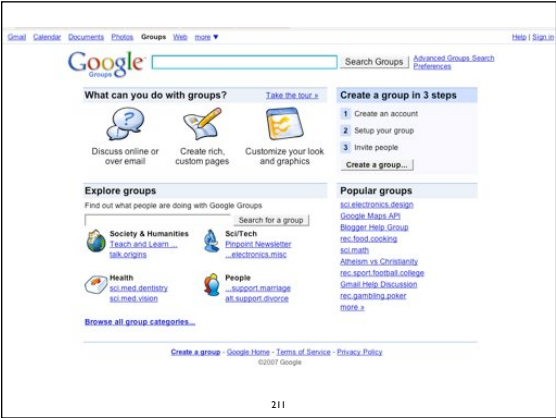 Gmail Calendar Documents Photos Groups Web more ▼ Help | Sign in
Google Groups Search Groups Advanced Groups Search
Preferences
What can you do with groups? Take the tour »
Discuss online or
over email
Create rich,
custom pages
Customize your look
and graphics
Create a group in 3 steps
1 Create an account
2 Setup your group
3 Invite people
Create a group...
Explore groups
Find out what people are doing with Google Groups
Search for a group
Society & Humanities
Teach and Learn ...
talk.origins
Sci/Tech
Pinpoint Newsletter
...electronics.misc
Health
sci.med.dentistry
sci.med.vision
People
...support.marriage
alt.support.divorce
Browse all group categories...
Popular groups
sci.electronics.design
Google Maps API
Blogger Help Group
rec.food.cooking
sci.math
Atheism vs Christianity
rec.sport.football.college
Gmail Help Discussion
rec.gambling.poker
more »
Create a group - Google Home - Terms of Service - Privacy Policy
©2007 Google
211